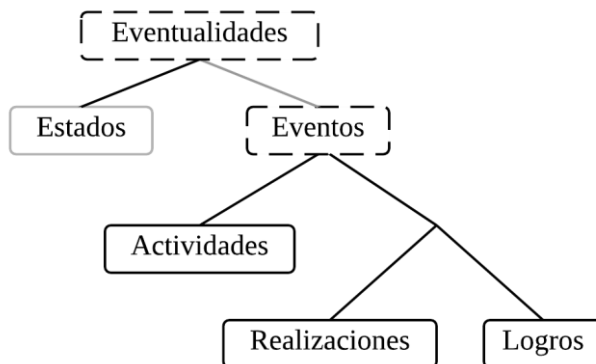 Eventualidades
Estados
Eventos
Actividades
Realizaciones
Logros